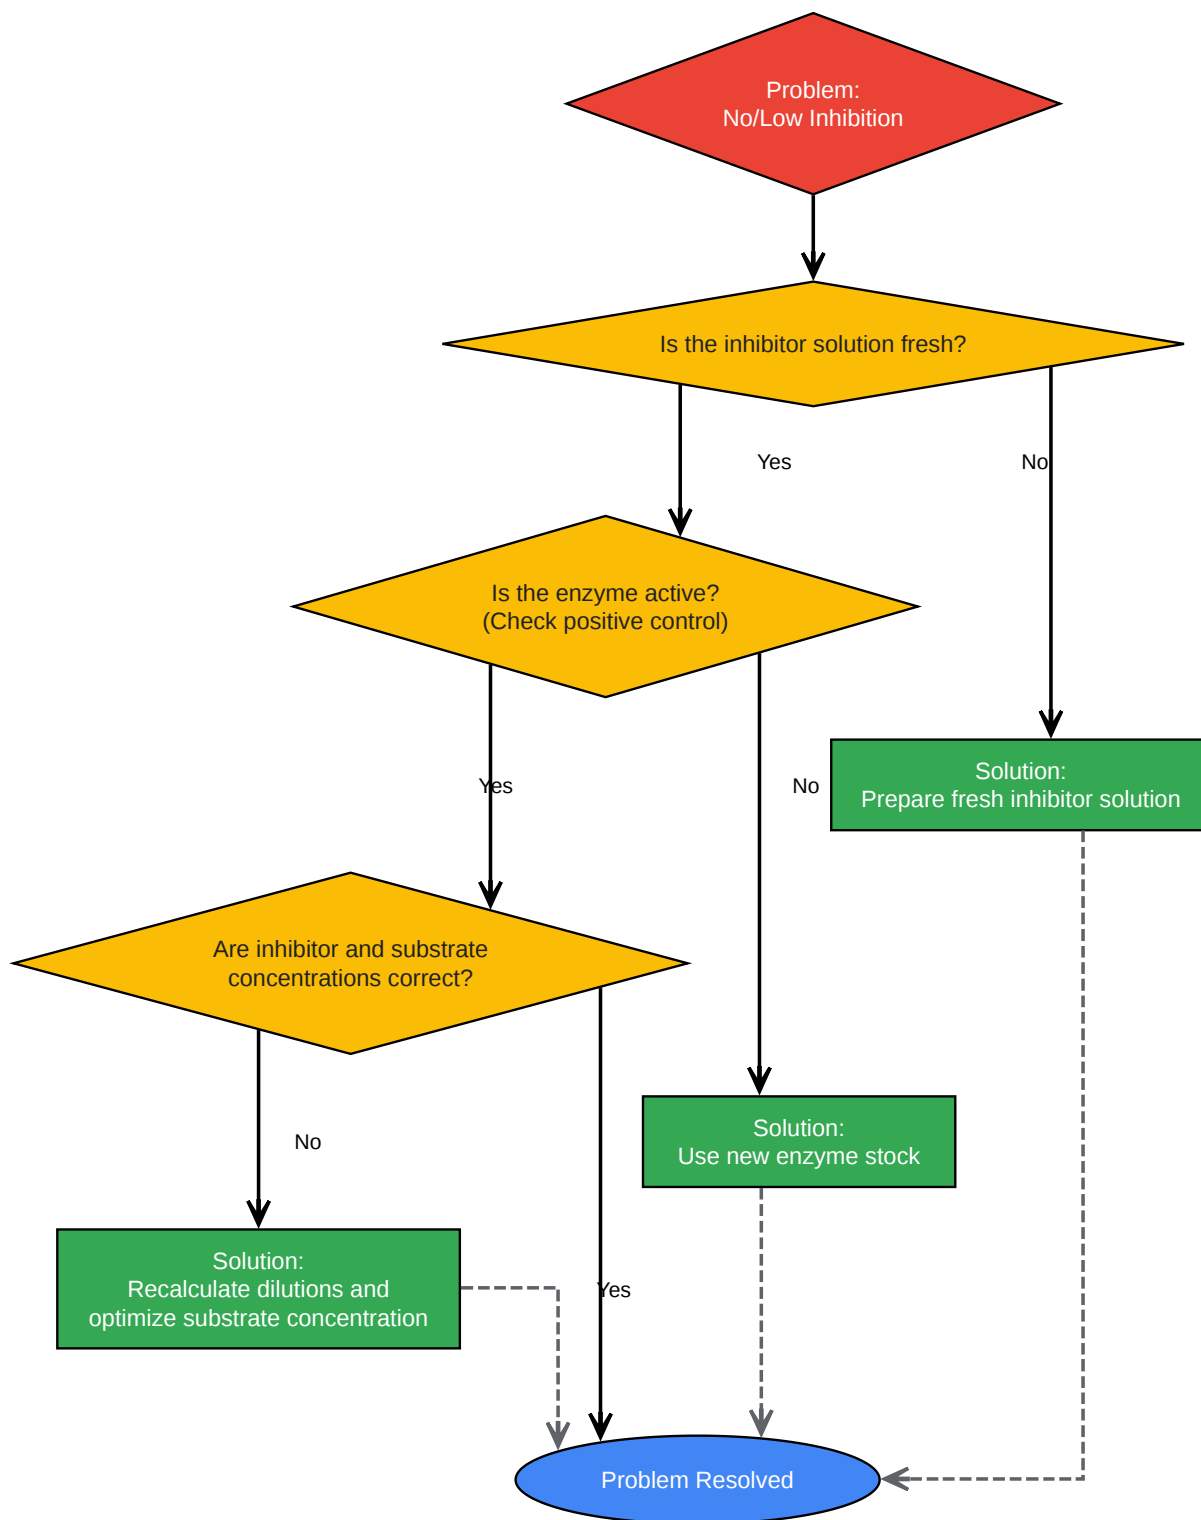 Problem:
No/Low Inhibition
Is the inhibitor solution fresh?
Yes
No
Is the enzyme active?
(Check positive control)
Solution:
Prepare fresh inhibitor solution
Yes
No
Are inhibitor and substrate
concentrations correct?
Solution:
Use new enzyme stock
No
Solution:
Recalculate dilutions and
optimize substrate concentration
Yes
Problem Resolved